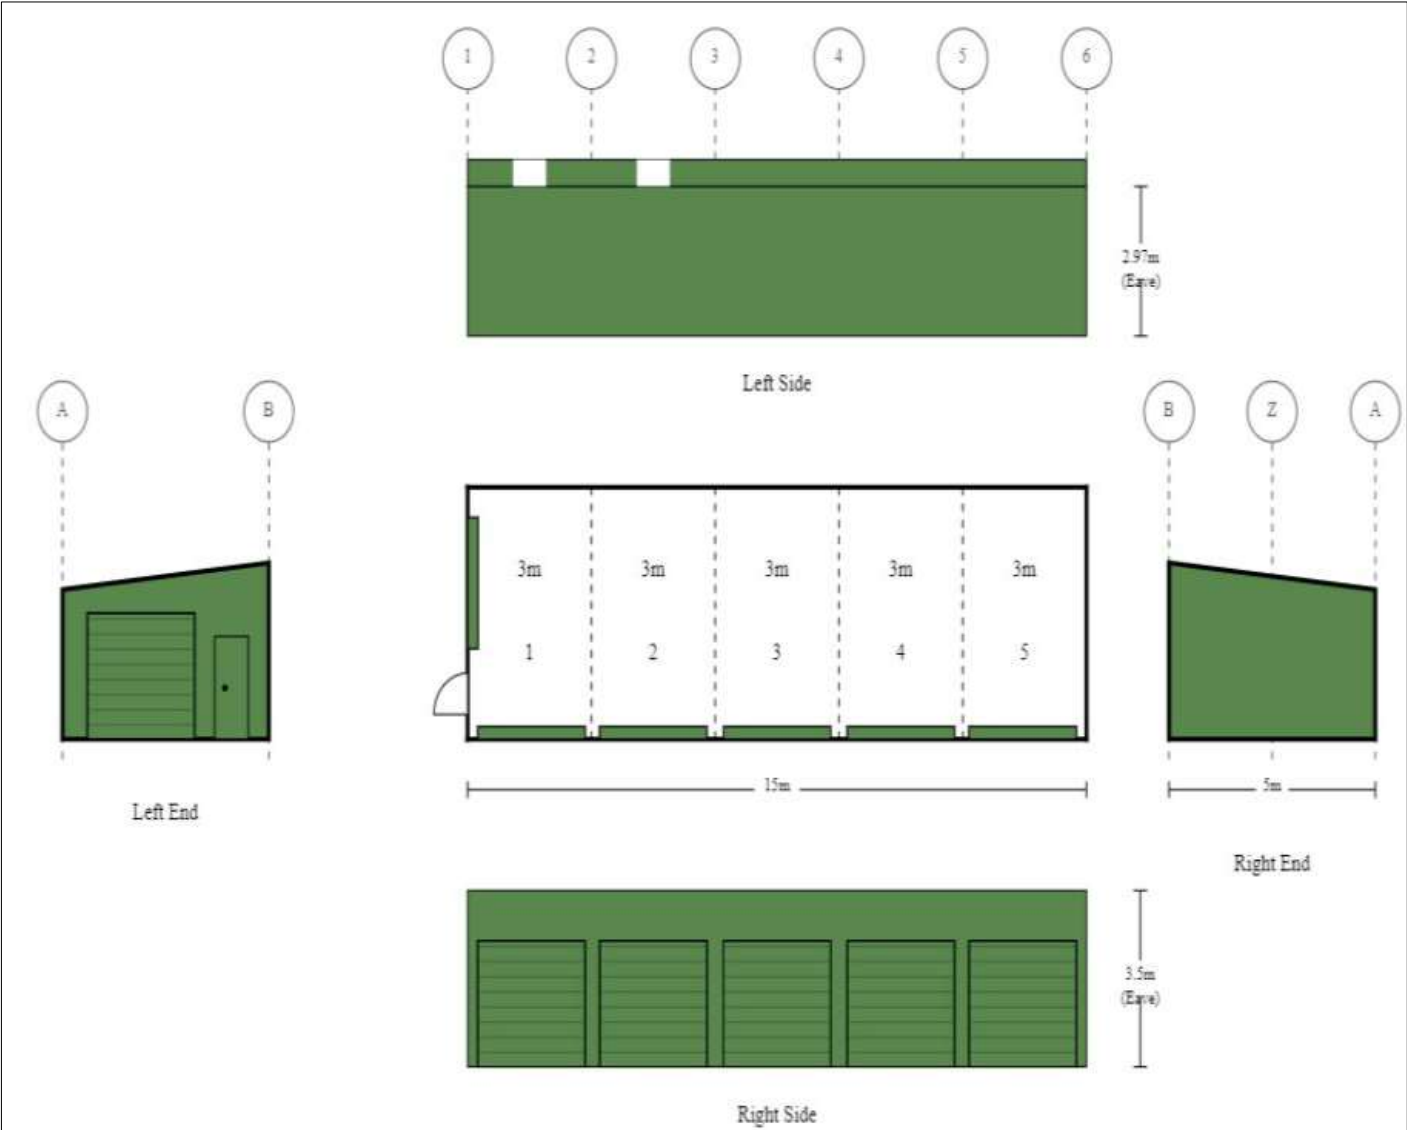 1 2 3 4 5 6
2.97m
(Eave)
Left Side
A B
B Z A
3m 3m 3m 3m 3m
1 2 3 4 5
15m
5m
Left End
Right End
3.5m
(Eave)
Right Side